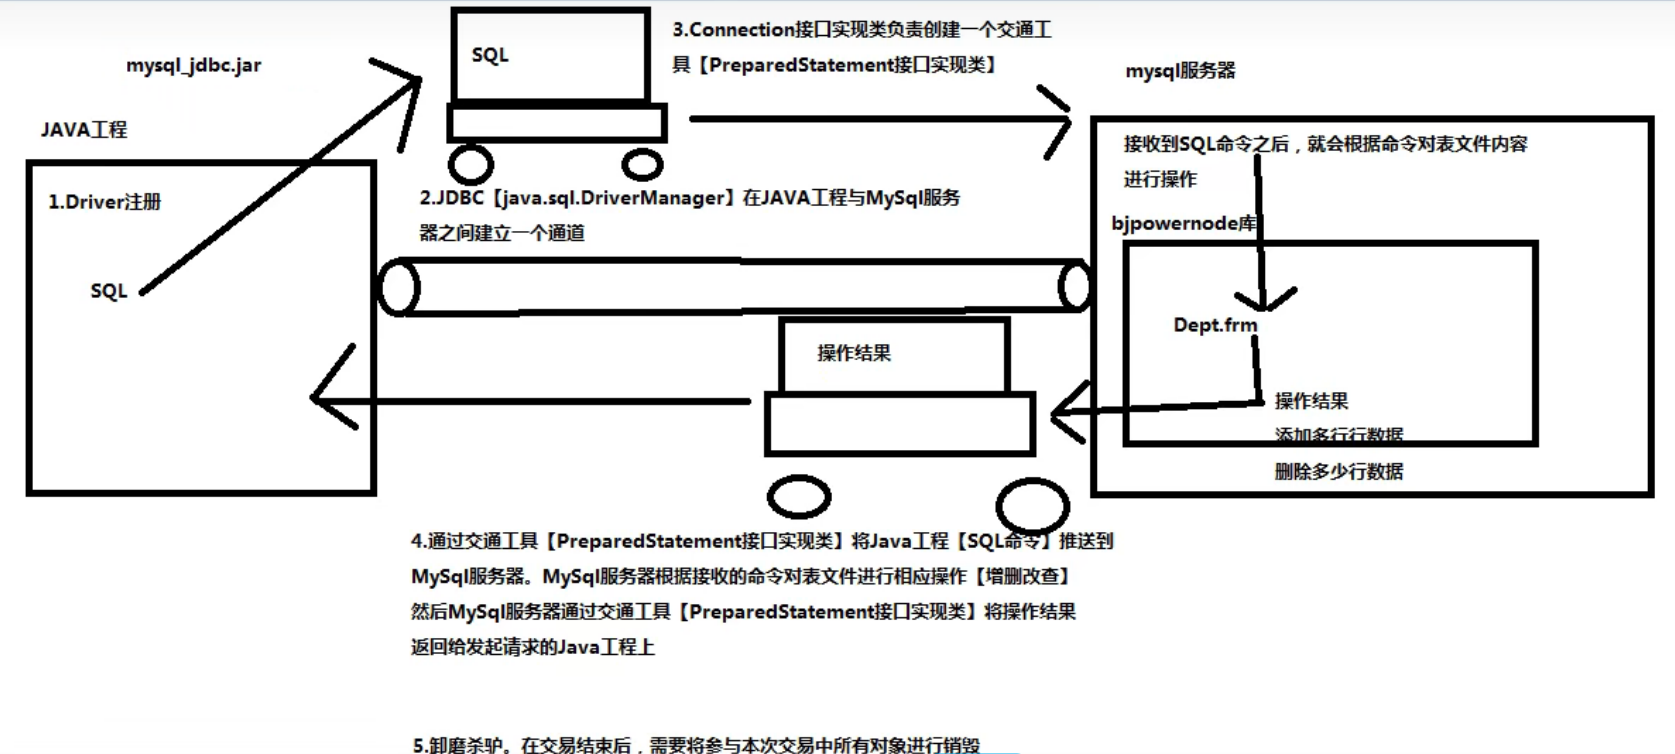 mysql_jdbc.jar
JAVA工程
1.Driver注册
SQL
SQL
3.Connection接口实现类负责创建一个交通工
具【PreparedStatement接口实现类】
2.JDBC【java.sql.DriverManager】在JAVA工程与MySql服务
器之间建立一个通道
mysql服务器
接收到SQL命令之后，就会根据命令对表文件内容
进行操作
bjpowernode库
Dept.frm
操作结果
添加多行行数据
删除多少行数据
操作结果
4.通过交通工具【PreparedStatement接口实现类】将Java工程【SQL命令】推送到
MySql服务器。MySql服务器根据接收的命令对表文件进行相应操作【增删改查】
然后MySql服务器通过交通工具【PreparedStatement接口实现类】将操作结果
返回给发起请求的Java工程上
5.卸磨杀驴。在交易结束后，需要将参与本次交易中所有对象进行销毁____